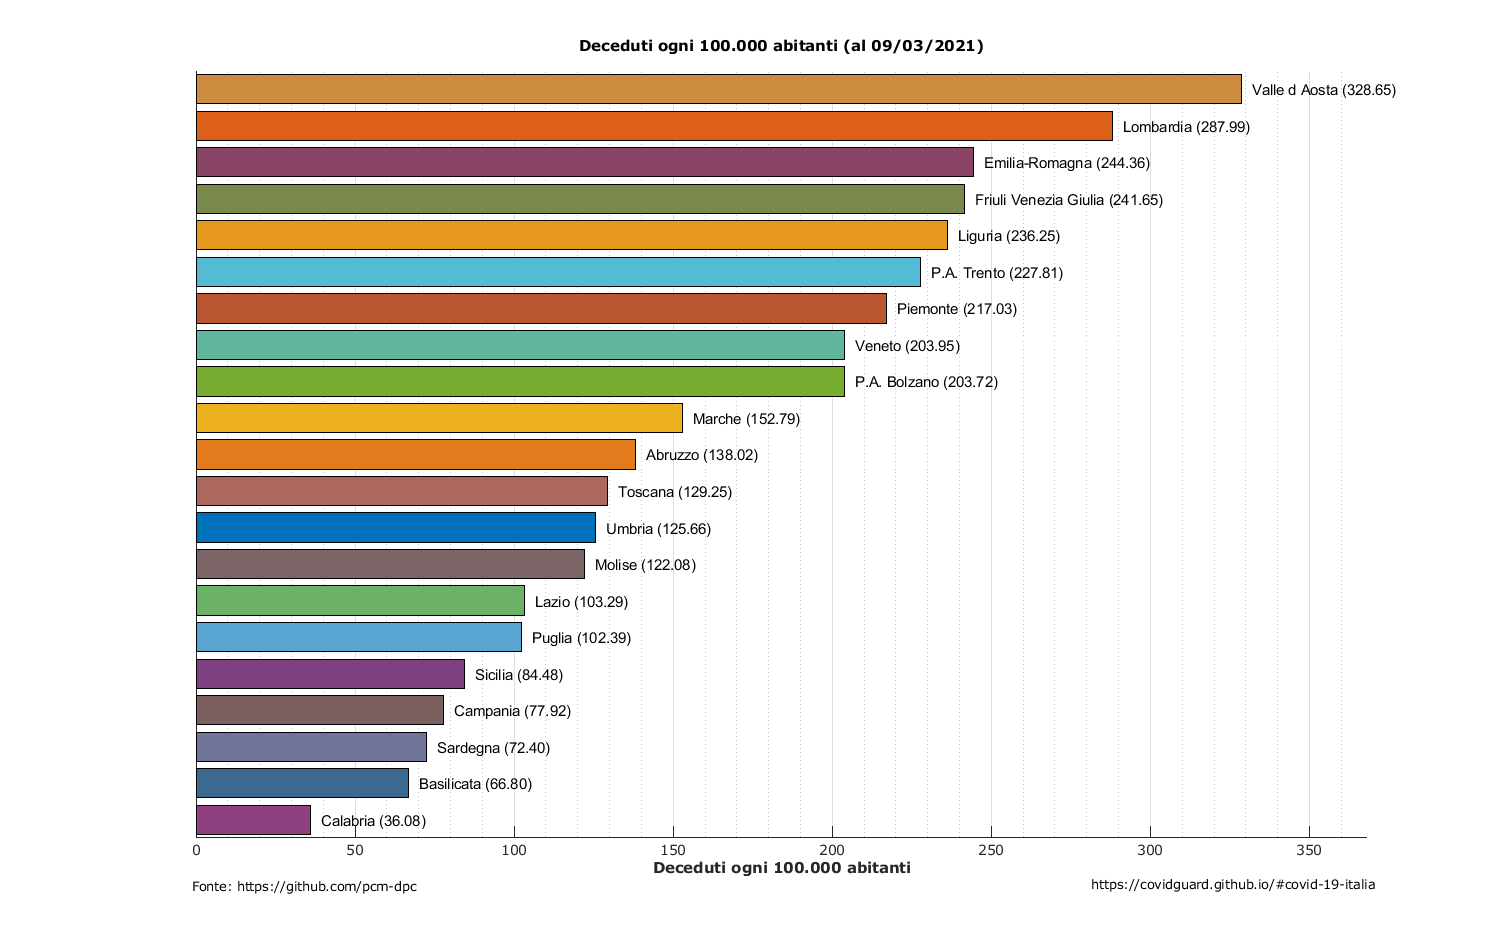 Deceduti ogni 100.000 abitanti (al 09/03/2021)
Valle d Aosta (328.65)
Lombardia (287.99)
Emilia-Romagna (244.36)
Friuli Venezia Giulia (241.65)
Liguria (236.25)
P.A. Trento (227.81)
Piemonte (217.03)
Veneto (203.95)
P.A. Bolzano (203.72)
Marche (152.79)
Abruzzo (138.02)
Toscana (129.25)
Umbria (125.66)
Molise (122.08)
Lazio (103.29)
Puglia (102.39)
Sicilia (84.48)
Campania (77.92)
Sardegna (72.40)
Basilicata (66.80)
Calabria (36.08)
0 50 100 150 200 250 300 350
Deceduti ogni 100.000 abitanti
Fonte: https://github.com/pcm-dpc
https://covidguard.github.io/#covid-19-italia